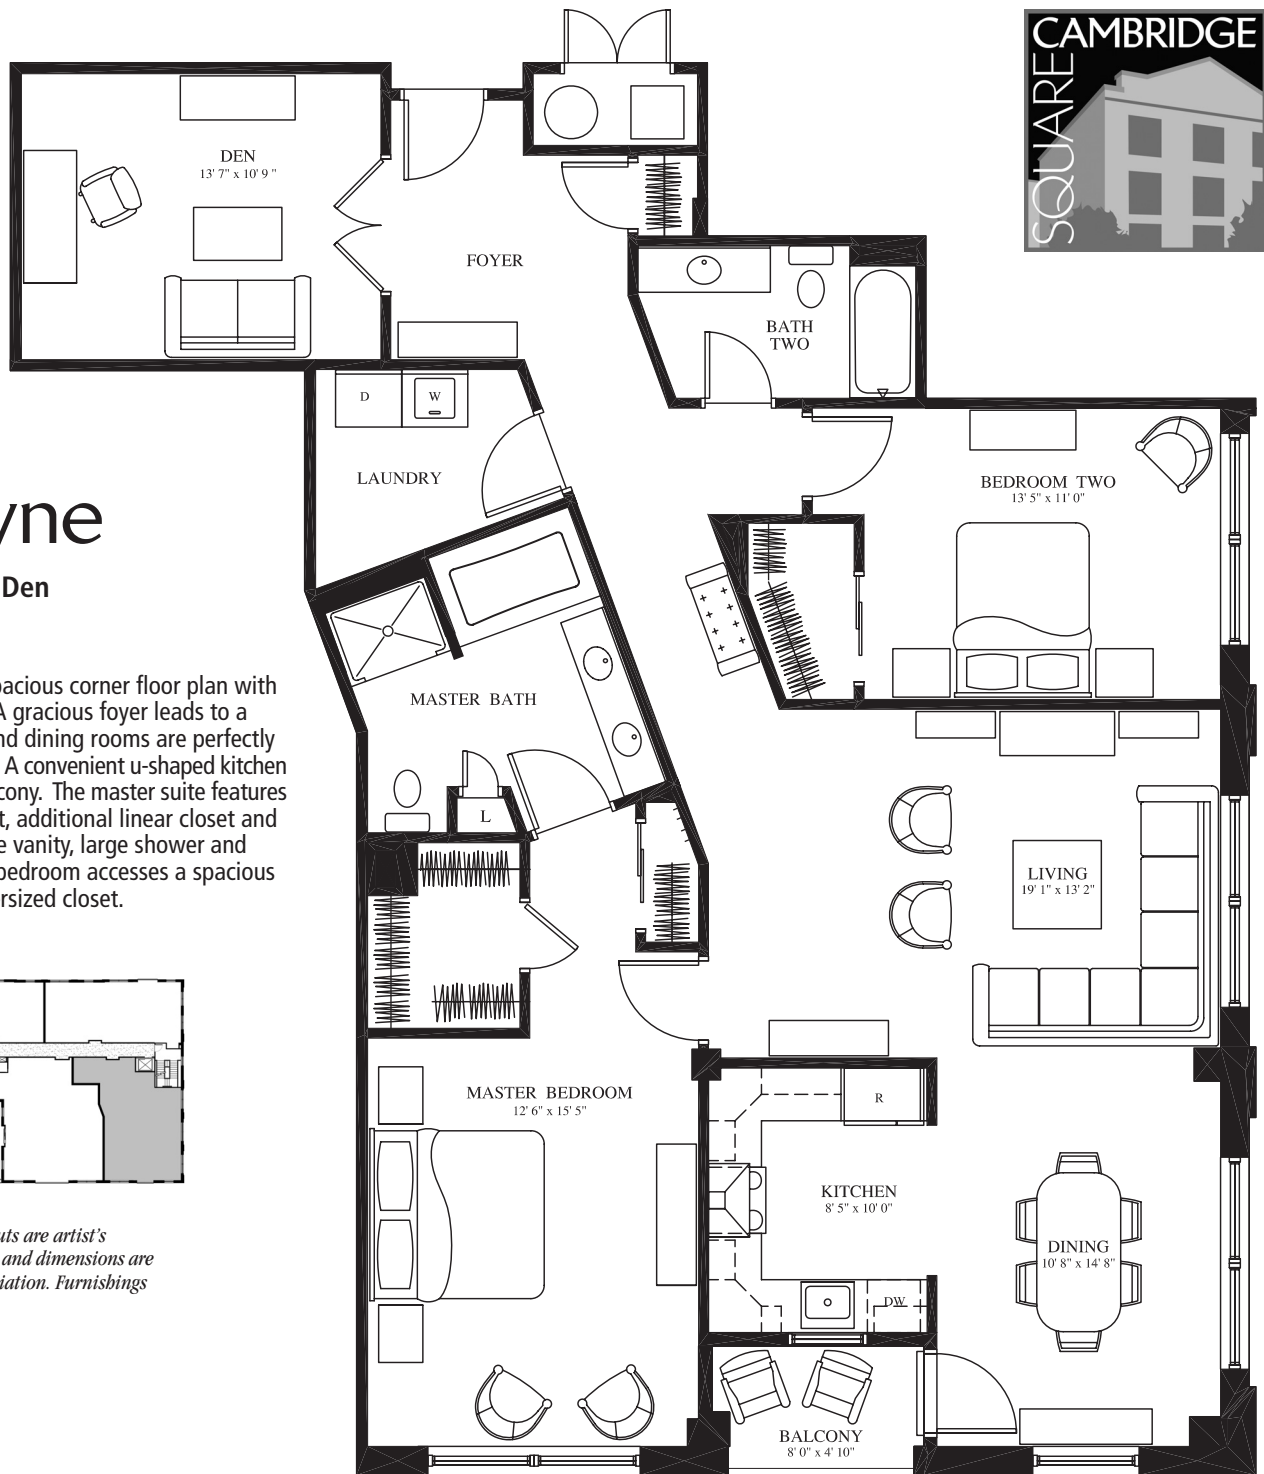 CAMBRIDGE
SQUARE
DEN
13' 7" x 10' 9 "
FOYER
BATH
TWO
D
W
LAUNDRY
BEDROOM TWO
13' 5" x 11' 0"
yne
Den
pacious corner floor plan with
A gracious foyer leads to a
nd dining rooms are perfectly
A convenient u-shaped kitchen
cony. The master suite features
t, additional linear closet and
e vanity, large shower and
bedroom accesses a spacious
rsized closet.
MASTER BATH
L
LIVING
19' 1" x 13' 2"
MASTER BEDROOM
12' 6" x 15' 5"
R
KITCHEN
8' 5" x 10' 0"
DINING
10' 8" x 14' 8"
DW
BALCONY
8' 0" x 4' 10"
uts are artist's
and dimensions are
iation. Furnishings